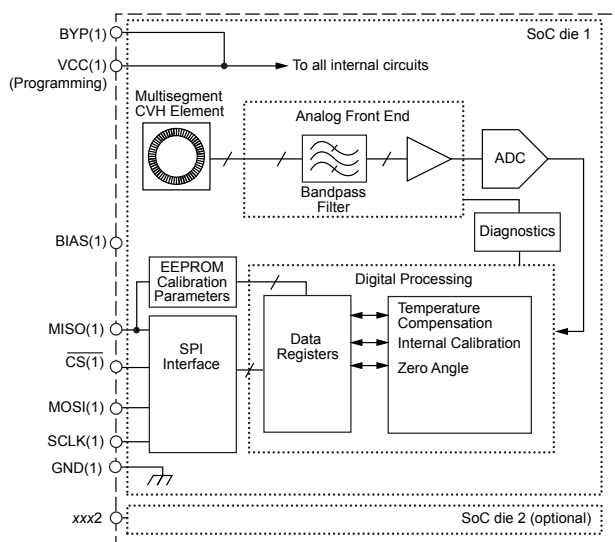 BYP(1)
SoC die 1
VCC(1)
To all internal circuits
(Programming)
Multisegment
CVH Element
Analog Front End
ADC
Bandpass
Filter
Diagnostics
BIAS(1)
EEPROM
Calibration
Parameters
Digital Processing
MISO(1)
SPI
Interface
Data
Registers
Temperature
Compensation
Internal Calibration
Zero Angle
CS(1)
MOSI(1)
SCLK(1)
GND(1)
xxx2
SoC die 2 (optional)